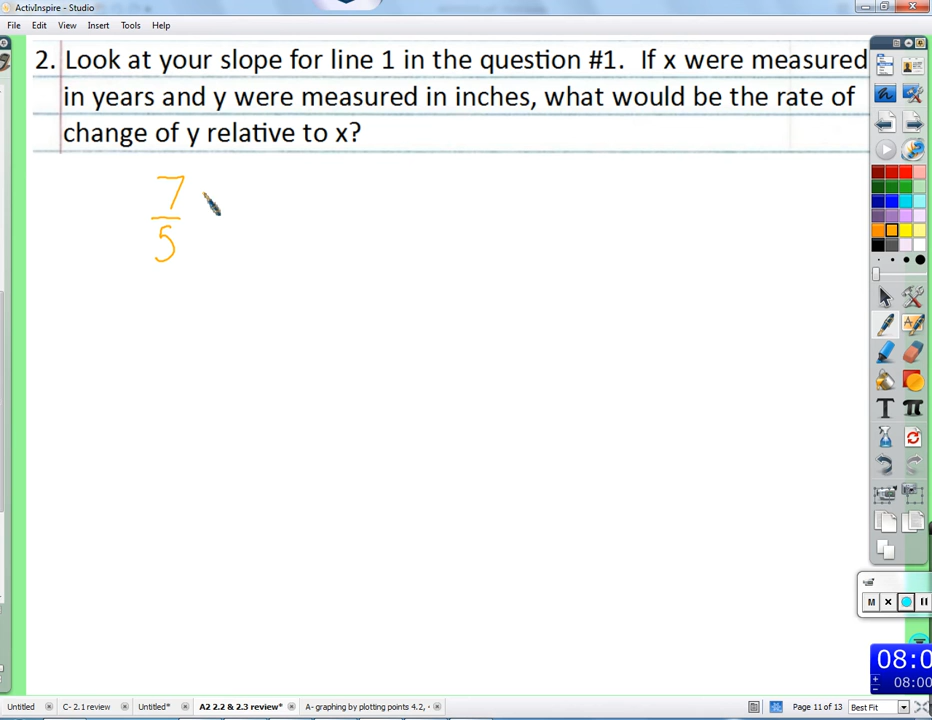 ActivInspire - Studio
File Edit View Insert Tools Help
2. Look at your slope for line 1 in the question #1. If x were measured
in years and y were measured in inches, what would be the rate of
change of y relative to x?
7
5
T π
M
08:0
08:00
Untitled C- 2.1 review Untitled* A2 2.2 & 2.3 review* A- graphing by plotting points 4.2, Page 11 of 13 Best Fit